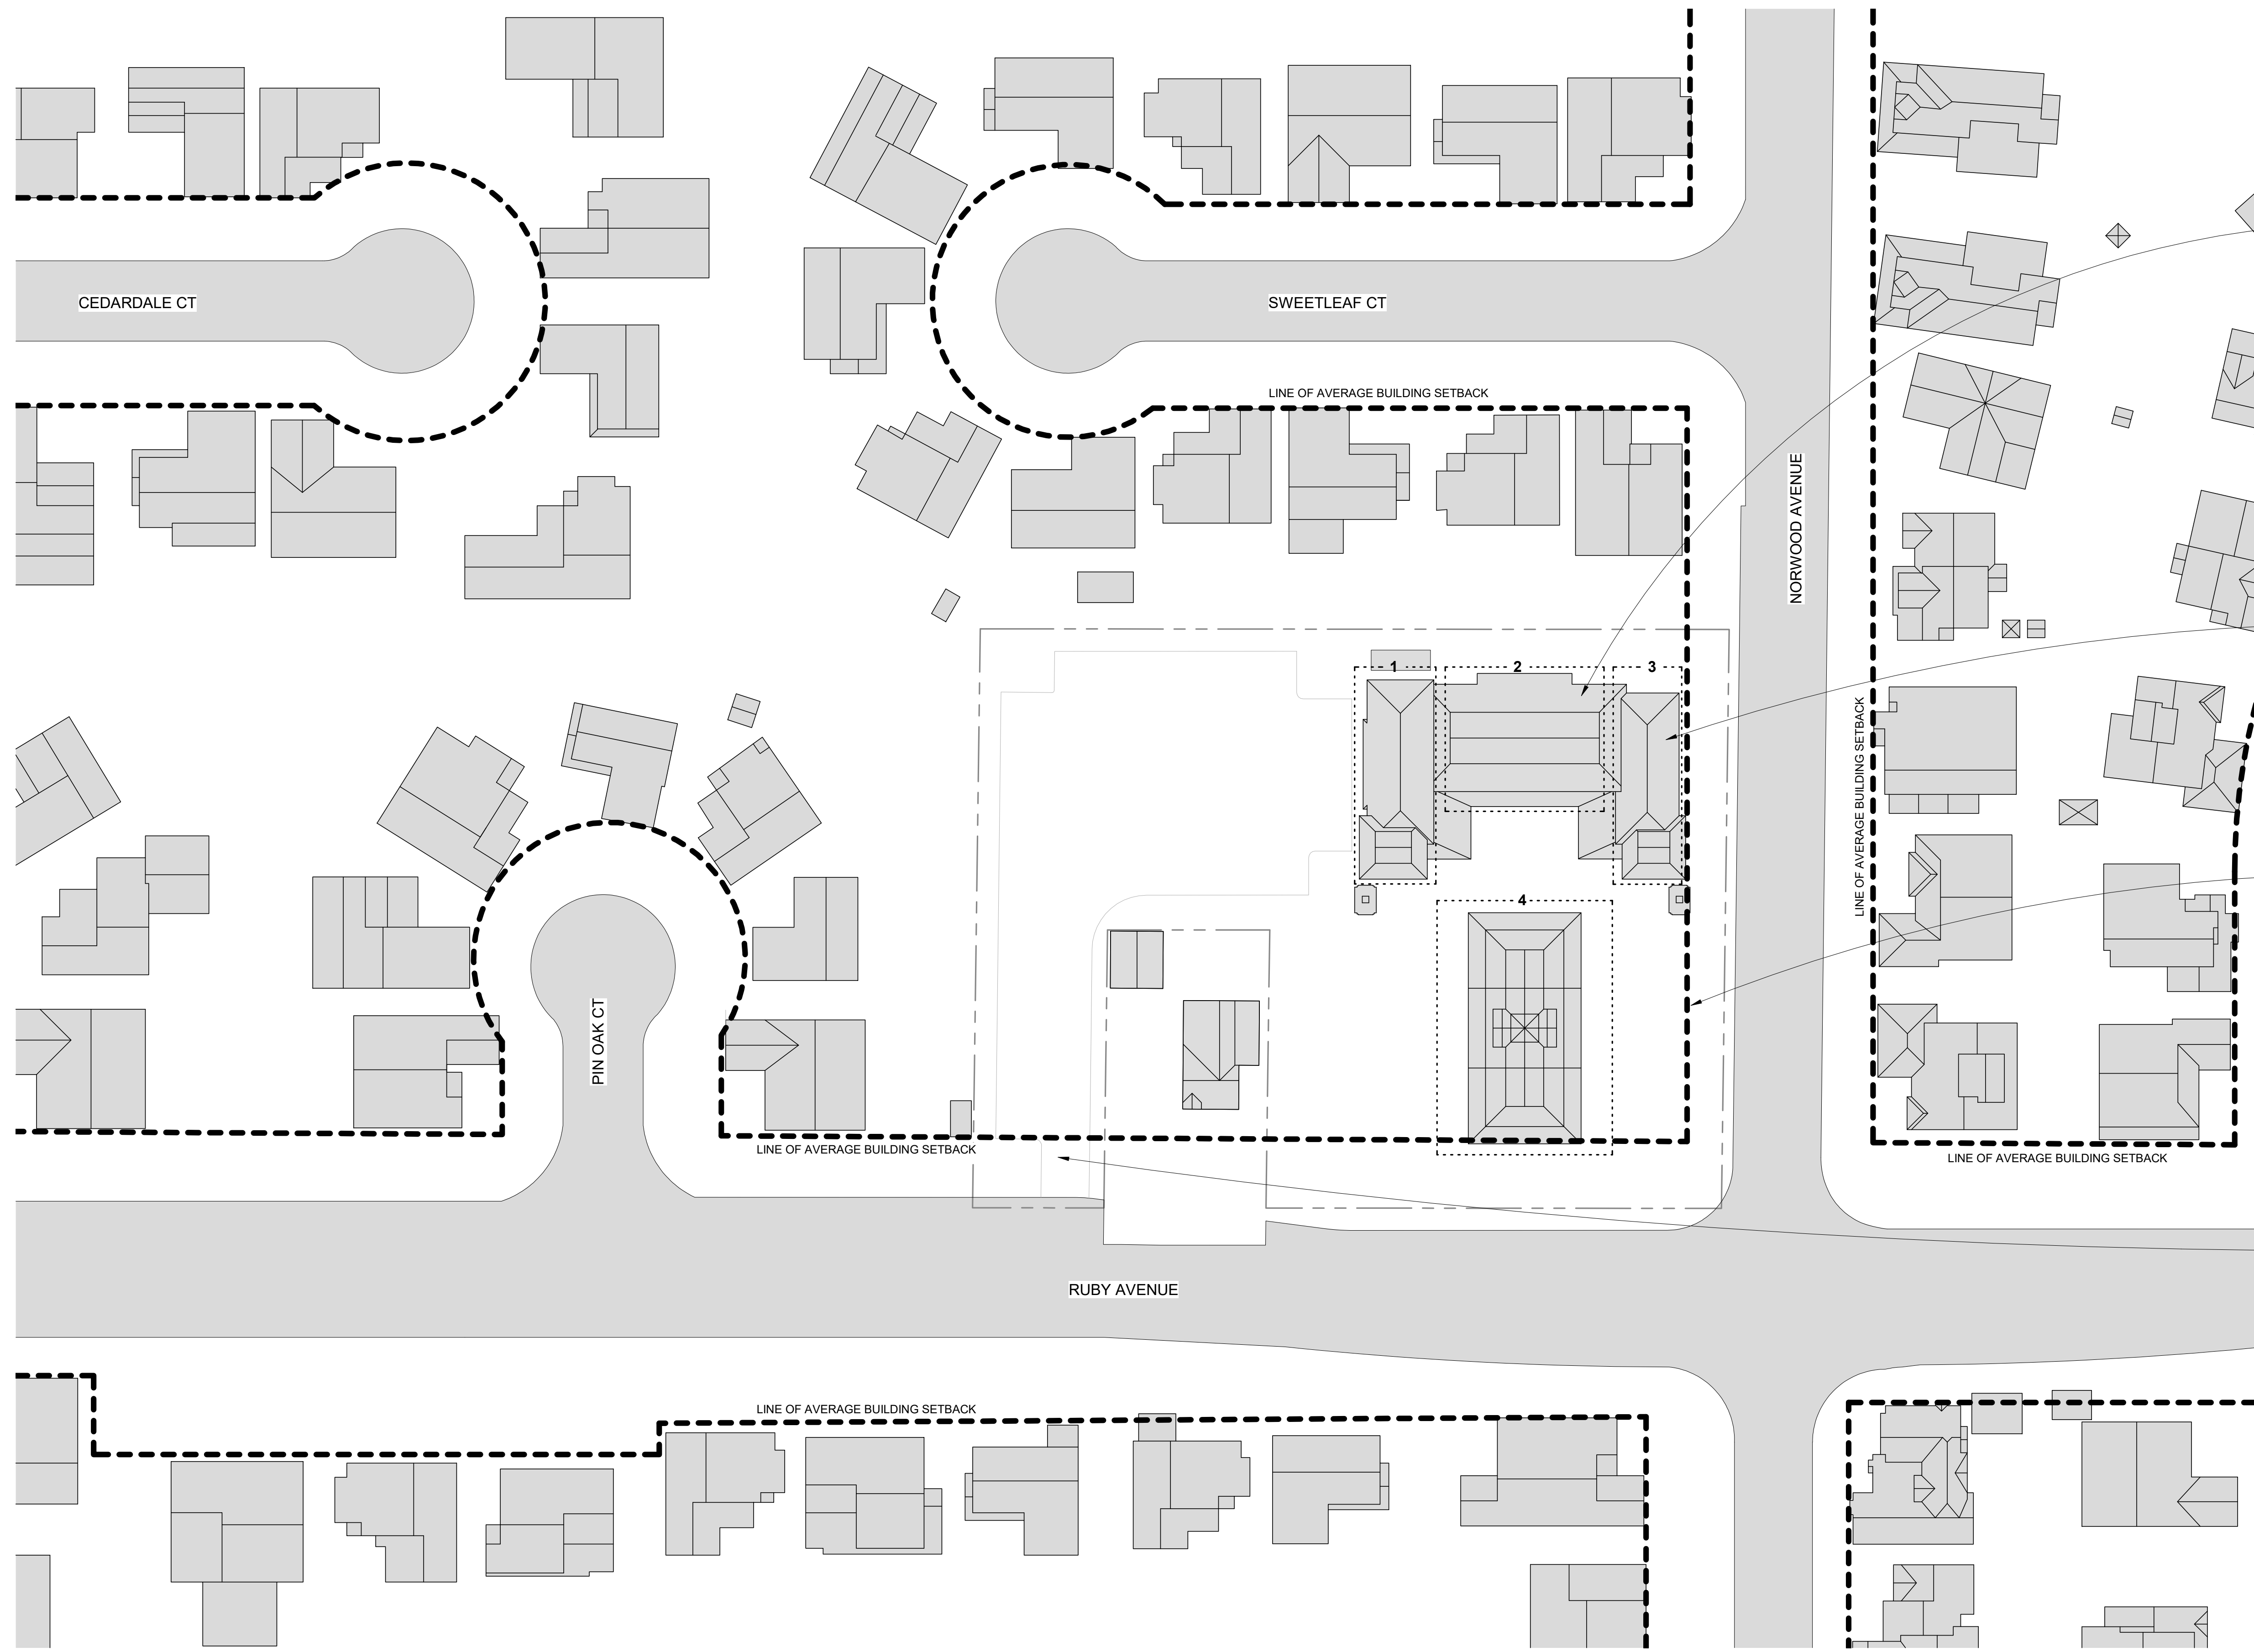 CEDARDALE CT
SWEETLEAF CT
LINE OF AVERAGE BUILDING SETBACK
NORWOOD AVENUE
1
2
3
LINE OF AVERAGE BUILDING SETBACK
4
PIN OAK CT
LINE OF AVERAGE BUILDING SETBACK
LINE OF AVERAGE BUILDING SETBACK
RUBY AVENUE
LINE OF AVERAGE BUILDING SETBACK